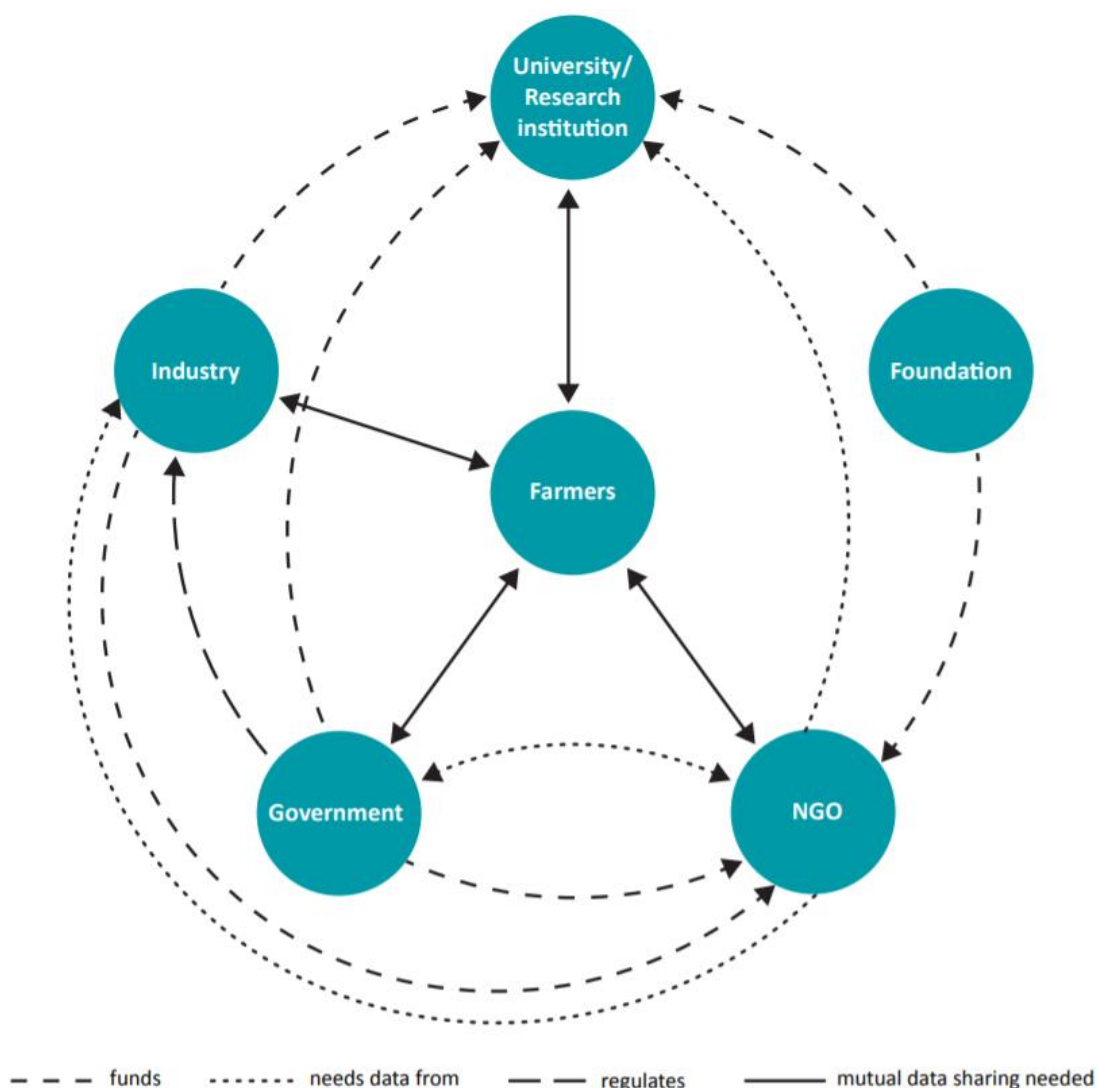 University/
Research
institution
Industry
Foundation
Farmers
Government
NGO
funds
needs data from
regulates
mutual data sharing needed